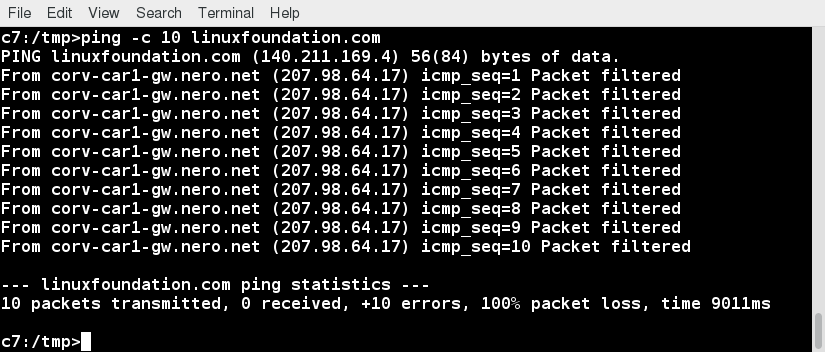 File Edit View Search Terminal Help
c7:/tmp>ping -c 10 linuxfoundation.com
PING linuxfoundation.com (140.211.169.4) 56(84) bytes of data.
From corv-car1-gw.nero.net (207.98.64.17) icmp_seq=1 Packet filtered
From corv-car1-gw.nero.net (207.98.64.17) icmp_seq=2 Packet filtered
From corv-car1-gw.nero.net (207.98.64.17) icmp_seq=3 Packet filtered
From corv-car1-gw.nero.net (207.98.64.17) icmp_seq=4 Packet filtered
From corv-car1-gw.nero.net (207.98.64.17) icmp_seq=5 Packet filtered
From corv-car1-gw.nero.net (207.98.64.17) icmp_seq=6 Packet filtered
From corv-car1-gw.nero.net (207.98.64.17) icmp_seq=7 Packet filtered
From corv-car1-gw.nero.net (207.98.64.17) icmp_seq=8 Packet filtered
From corv-car1-gw.nero.net (207.98.64.17) icmp_seq=9 Packet filtered
From corv-car1-gw.nero.net (207.98.64.17) icmp_seq=10 Packet filtered
--- linuxfoundation.com ping statistics ---
10 packets transmitted, 0 received, +10 errors, 100% packet loss, time 9011ms
c7:/tmp>